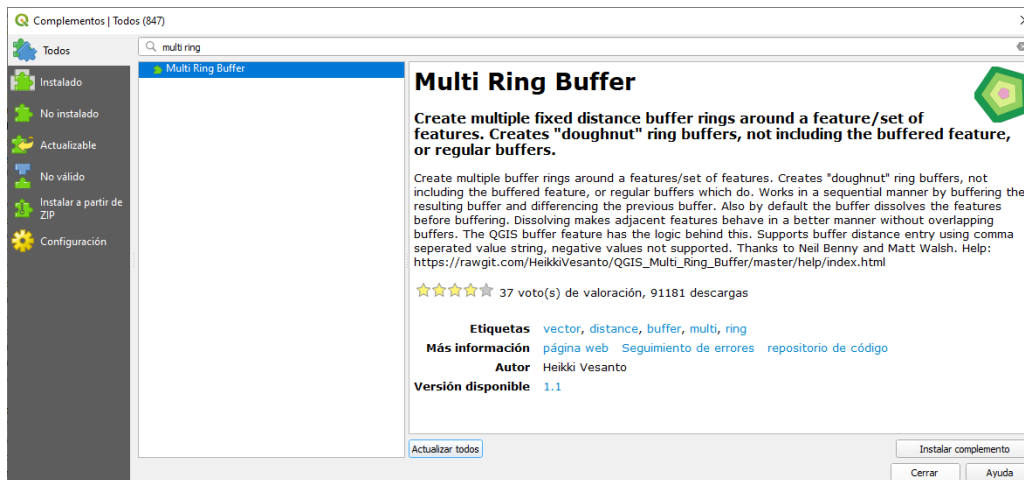 Complementos | Todos (847)
Todos
Instalado
No instalado
Actualizable
No válido
Instalar a partir de
ZIP
Configuración
multi ring
Multi Ring Buffer
Multi Ring Buffer
Create multiple fixed distance buffer rings around a feature/set of
features. Creates "doughnut" ring buffers, not including the buffered feature,
or regular buffers.
Create multiple buffer rings around a features/set of features. Creates "doughnut" ring buffers, not
including the buffered feature, or regular buffers which do. Works in a sequential manner by buffering the
resulting buffer and differencing the previous buffer. Also by default the buffer dissolves the features
before buffering. Dissolving makes adjacent features behave in a better manner without overlapping
buffers. The QGIS buffer feature has the logic behind this. Supports buffer distance entry using comma
seperated value string, negative values not supported. Thanks to Neil Benny and Matt Walsh. Help:
https://rawgit.com/HeikkiVesanto/QGIS_Multi_Ring_Buffer/master/help/index.html
37 voto(s) de valoración, 91181 descargas
Etiquetas vector, distance, buffer, multi, ring
Más información página web Seguimiento de errores repositorio de código
Autor Heikki Vesanto
Versión disponible 1.1
Actualizar todos
Instalar complemento
Cerrar Ayuda